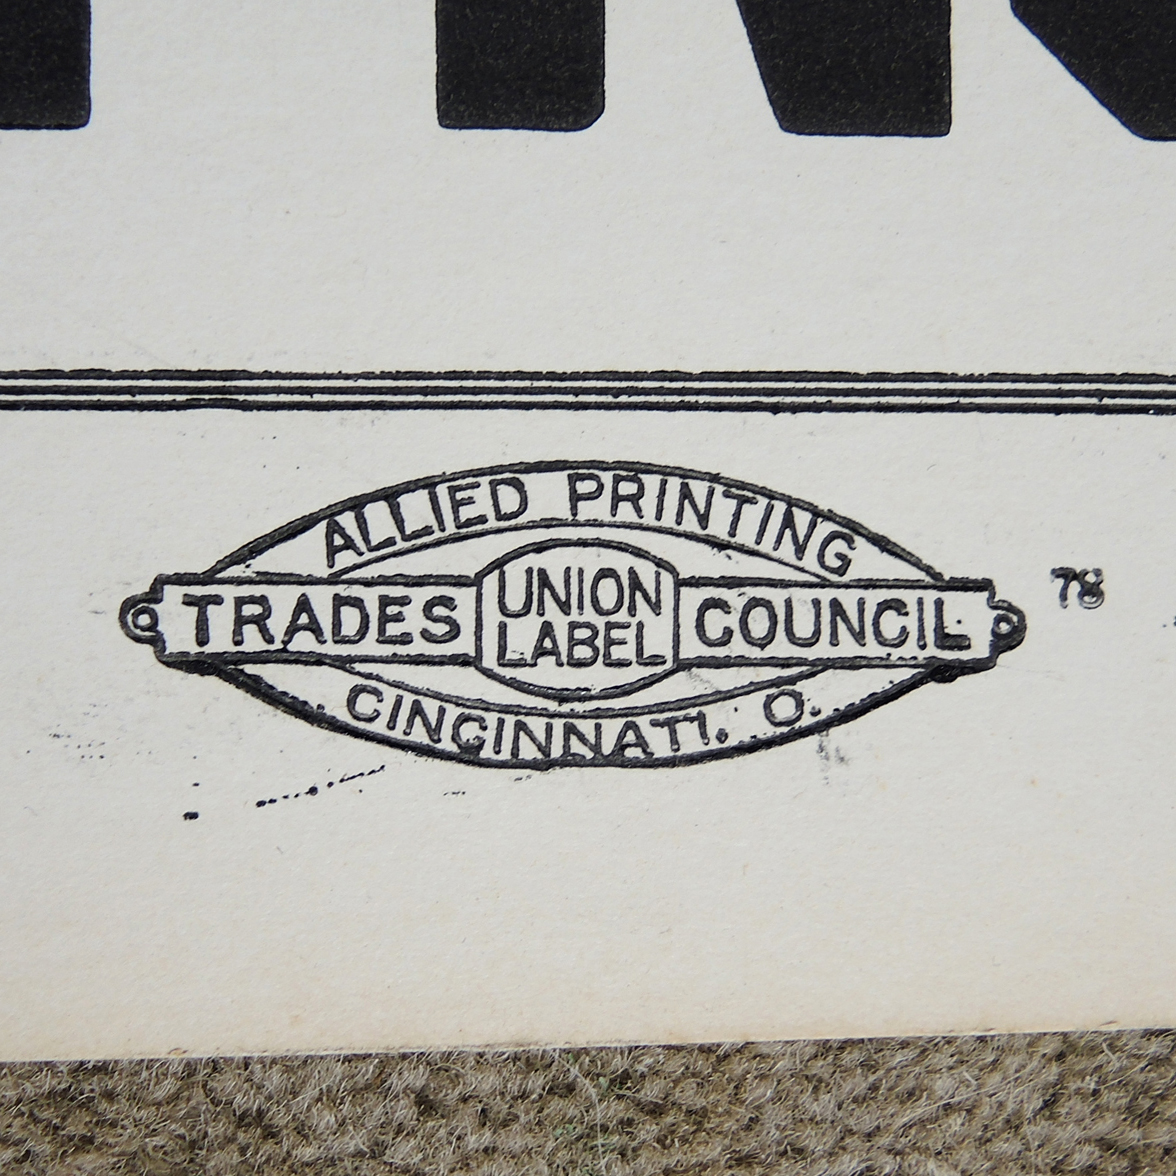 ALLIED PRINTING
TRADES UNION LABEL COUNCIL
CINCINNATI. O.
78